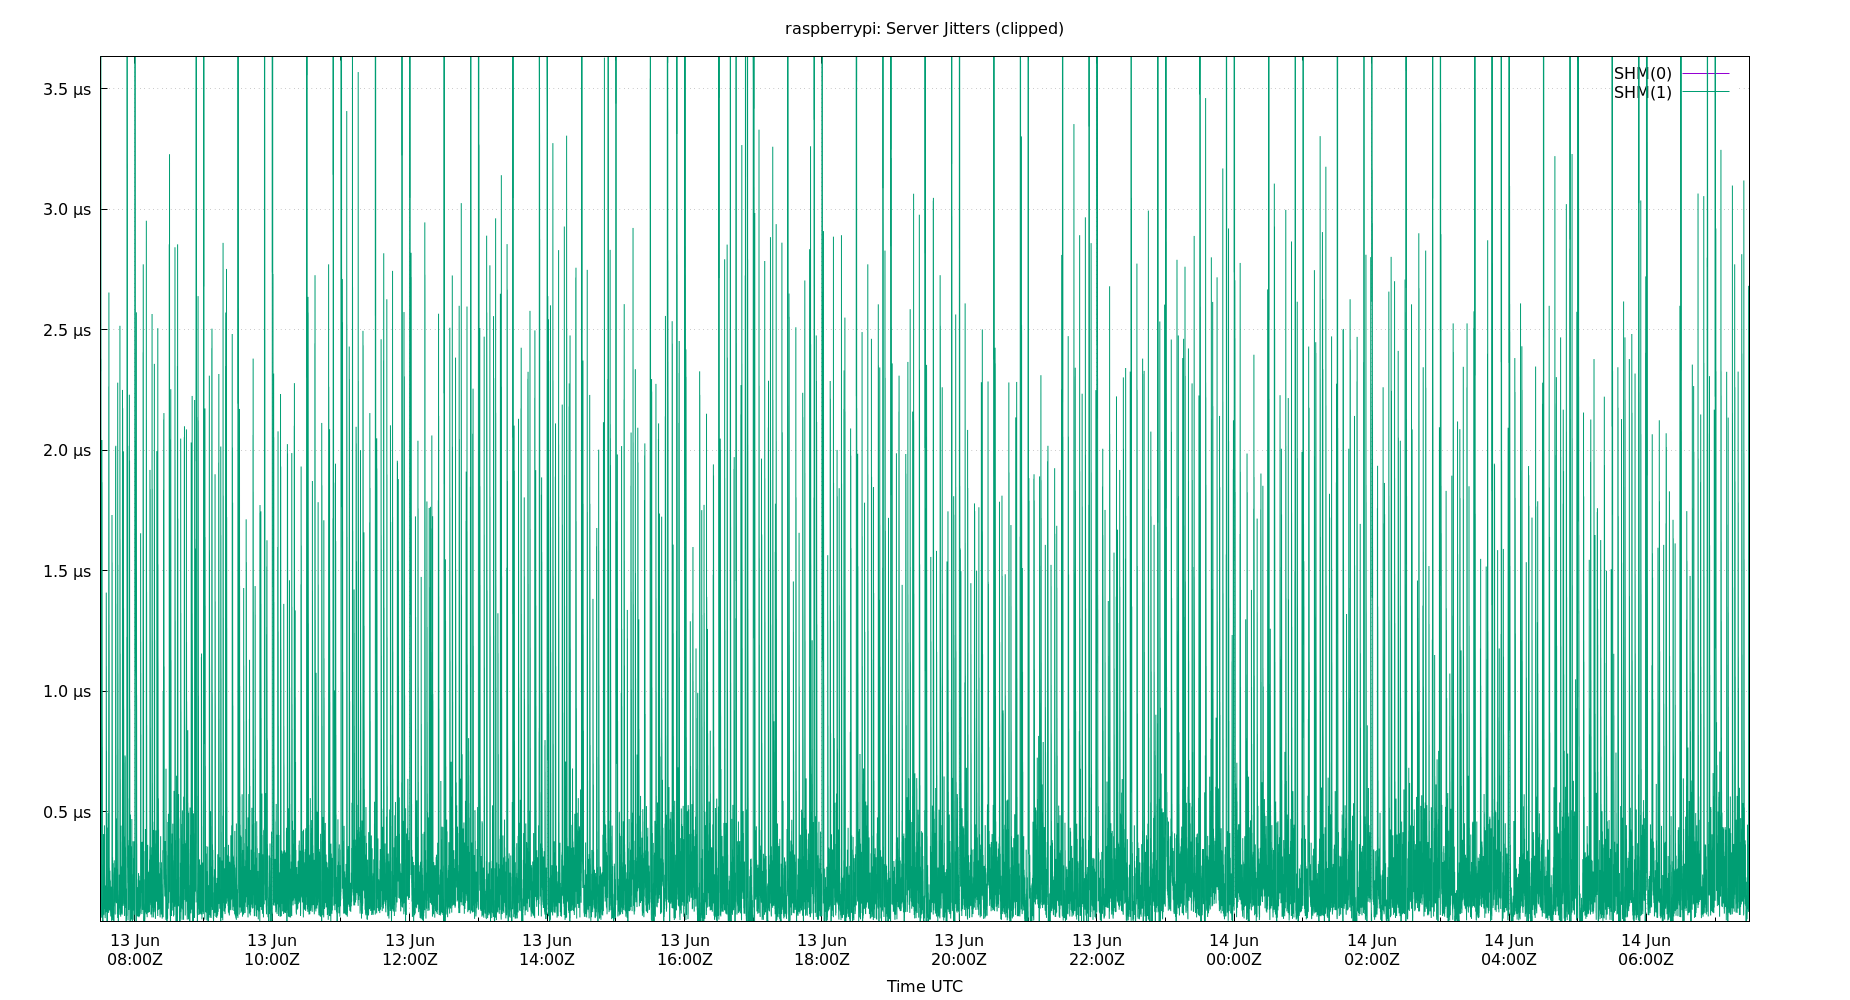 raspberrypi: Server Jitters (clipped)
3.5 µs
3.0 µs
2.5 µs
2.0 µs
1.5 µs
1.0 µs
0.5 µs
SHM(0)
SHM(1)
13 Jun 13 Jun 13 Jun 13 Jun 13 Jun 13 Jun 13 Jun 13 Jun 14 Jun 14 Jun 14 Jun 14 Jun
08:00Z 10:00Z 12:00Z 14:00Z 16:00Z 18:00Z 20:00Z 22:00Z 00:00Z 02:00Z 04:00Z 06:00Z
Time UTC